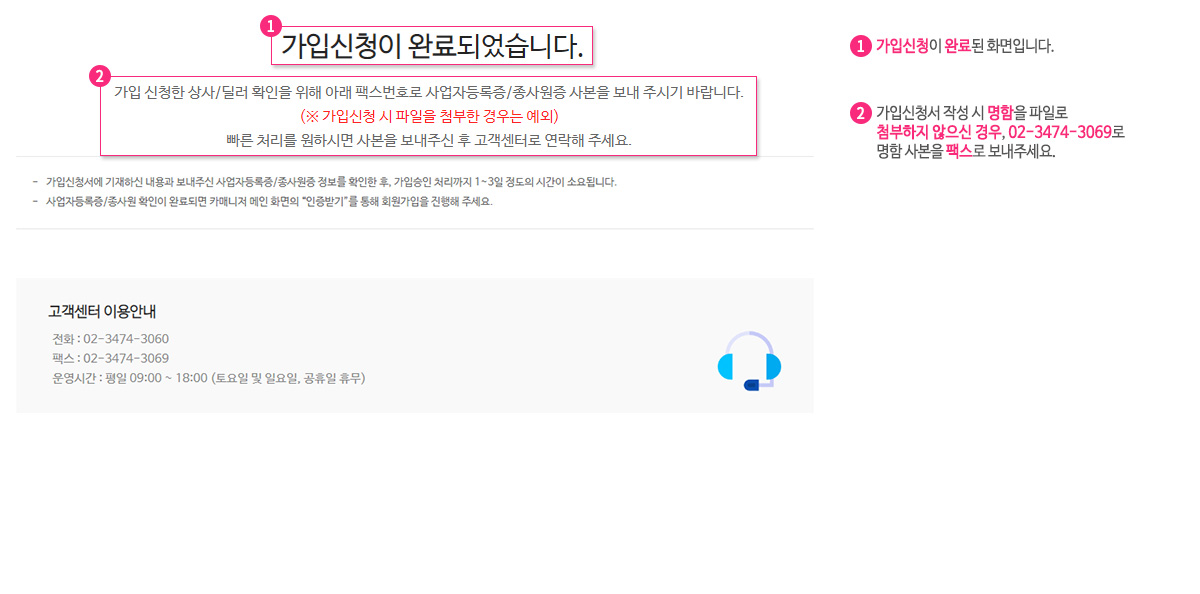 1
가입신청이 완료되었습니다.
2
가입 신청한 상사/딜러 확인을 위해 아래 팩스번호로 사업자등록증/종사원증 사본을 보내 주시기 바랍니다.
(※ 가입신청 시 파일을 첨부한 경우는 예외)
빠른 처리를 원하시면 사본을 보내주신 후 고객센터로 연락해 주세요.
- 가입신청서에 기재하신 내용과 보내주신 사업자등록증/종사원증 정보를 확인한 후, 가입승인 처리까지 1~3일 정도의 시간이 소요됩니다.
- 사업자등록증/종사원 확인이 완료되면 카매니저 메인 화면의 "인증받기"를 통해 회원가입을 진행해 주세요.
고객센터 이용안내
전화 : 02-3474-3060
팩스 : 02-3474-3069
운영시간 : 평일 09:00 ~ 18:00 (토요일 및 일요일, 공휴일 휴무)
1 가입신청이 완료된 화면입니다.
2 가입신청서 작성 시 명함을 파일로
첨부하지 않으신 경우, 02-3474-3069로
명함 사본을 팩스로 보내주세요.